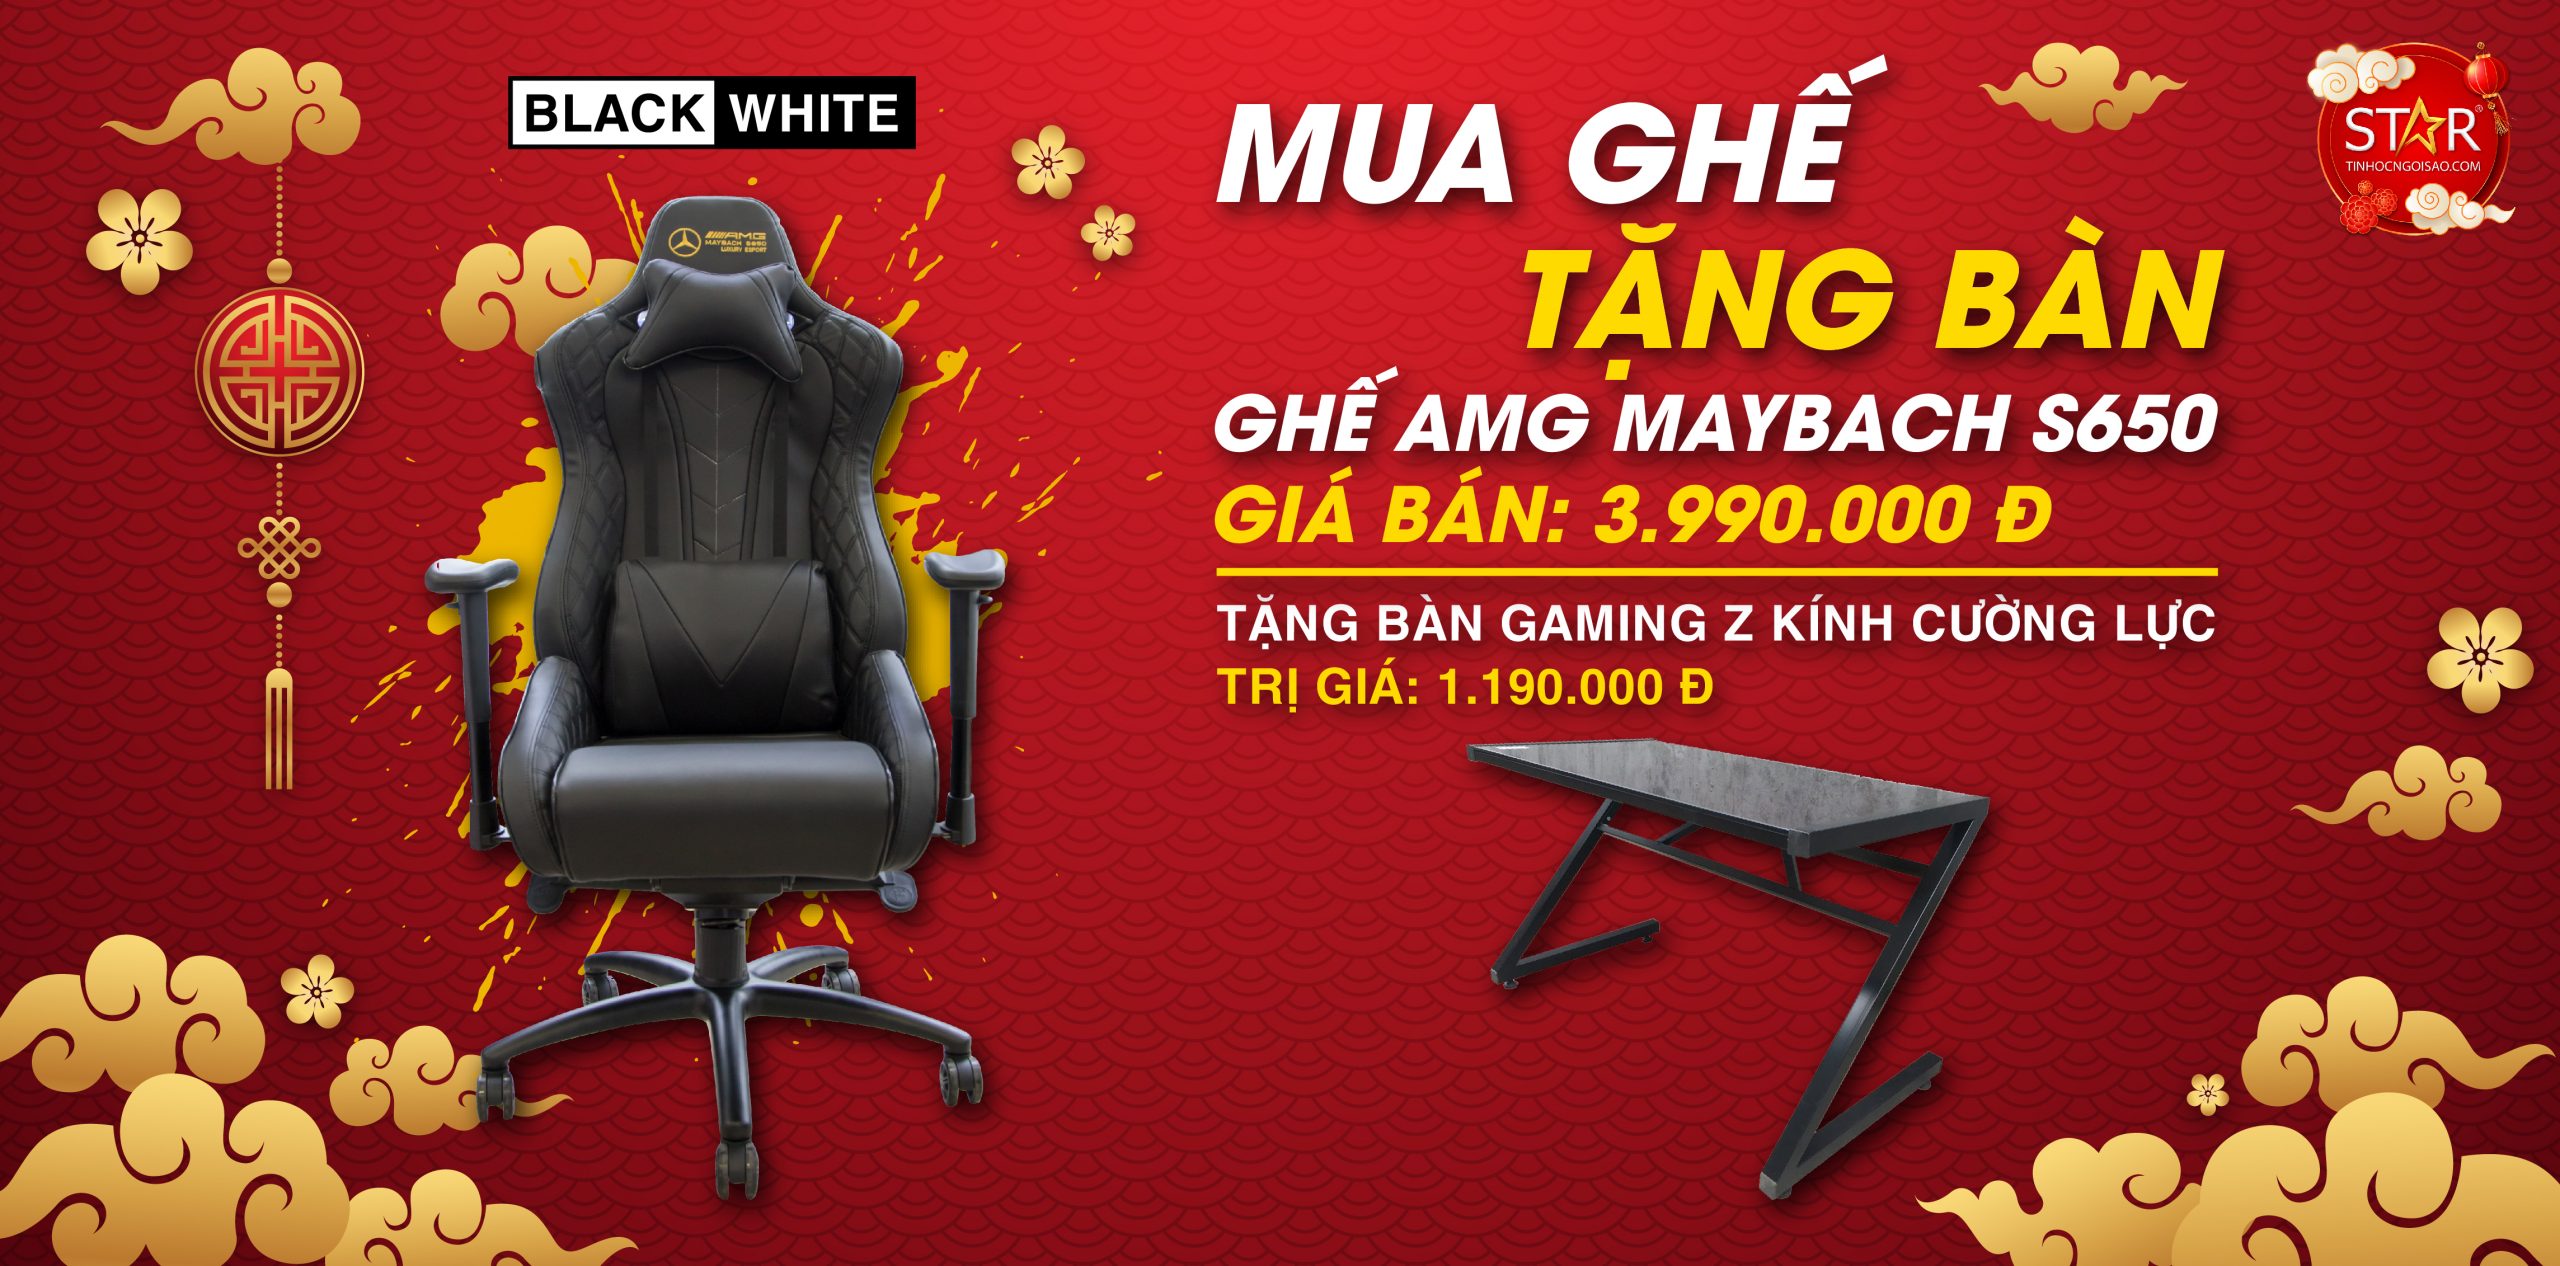 BLACK WHITE
AMG
MAYBACH S650
LUXURY ESPORT
MUA GHẾ
TẶNG BÀN
GHẾ AMG MAYBACH S650
GIÁ BÁN: 3.990.000 Đ
TẶNG BÀN GAMING Z KÍNH CƯỜNG LỰC
TRỊ GIÁ: 1.190.000 Đ
STAR®
TINHOCNGOISAO.COM